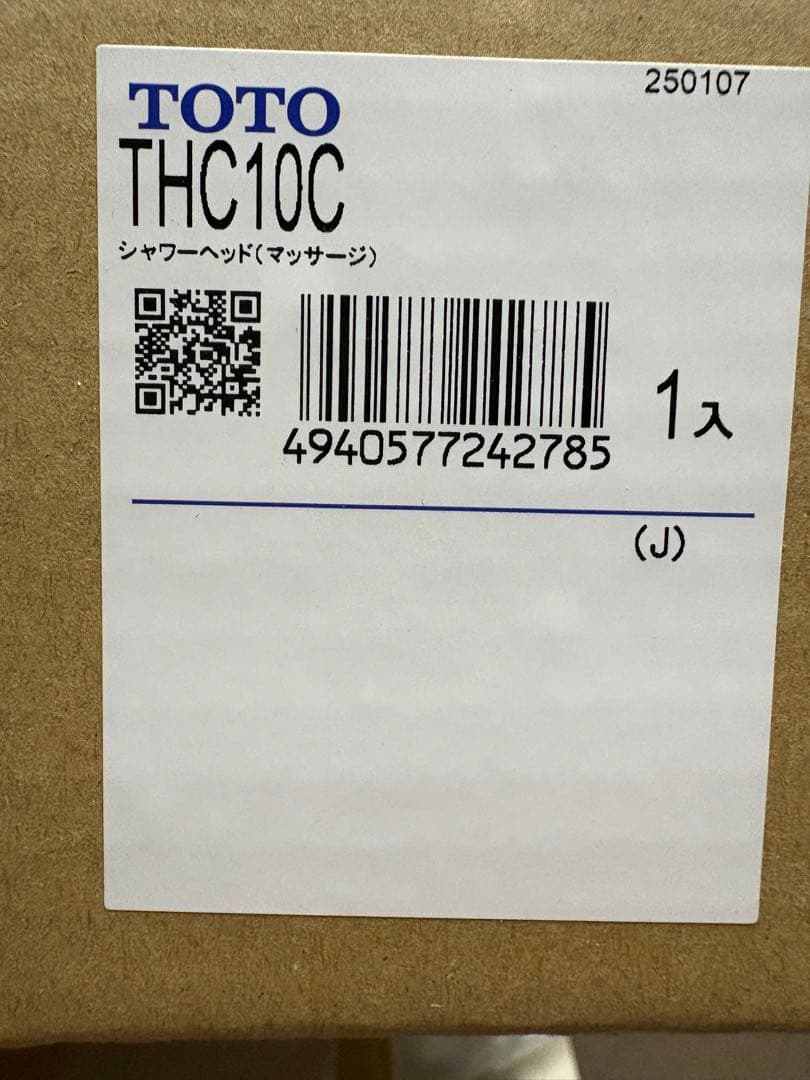 250107
TOTO
THC10C
シャワーヘッド(マッサージ)
4940577242785
1入
(J)